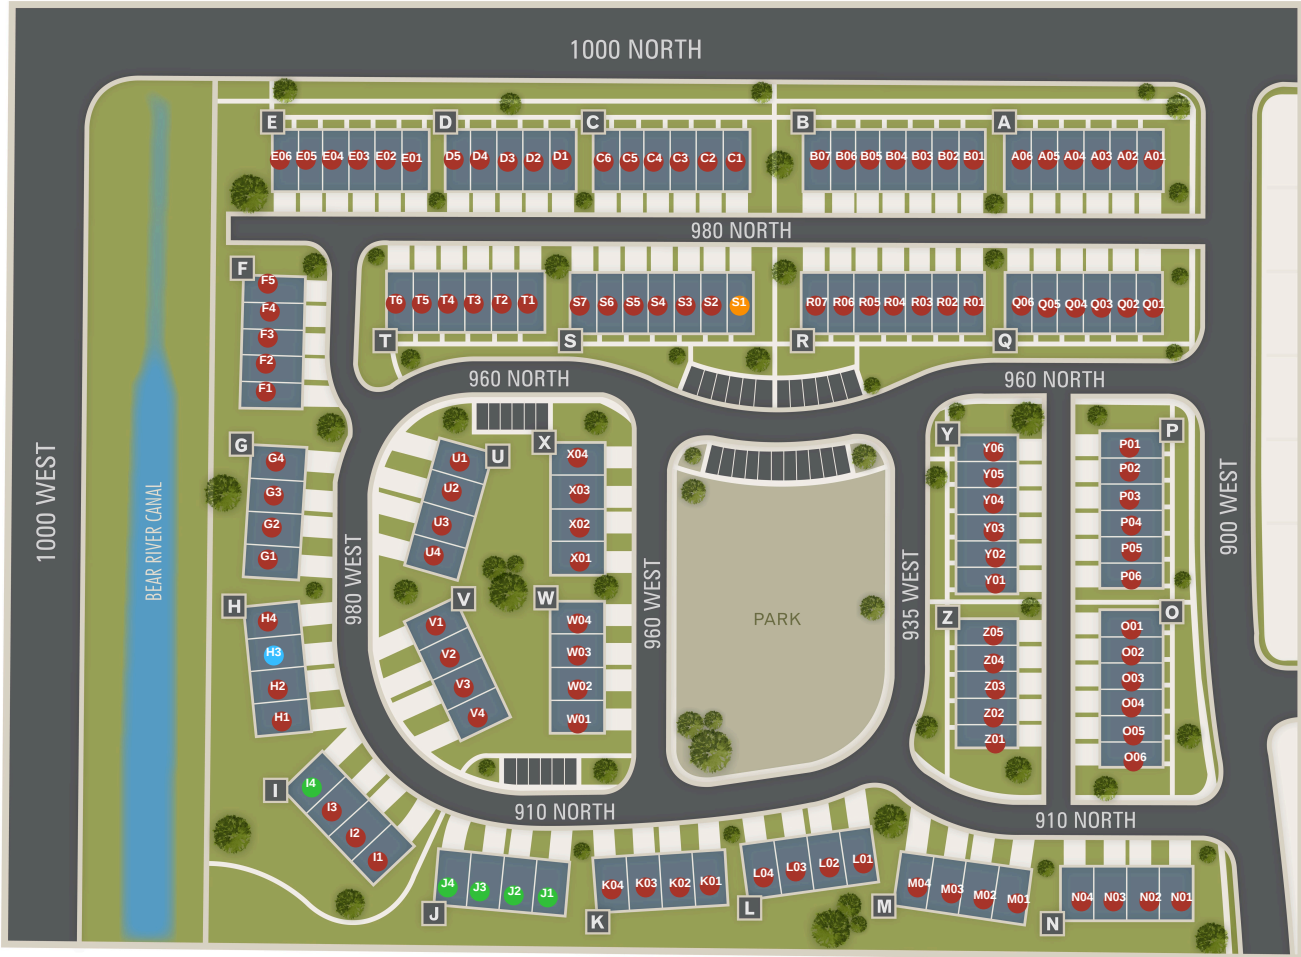 1000 NORTH
E D C B A
E06 E05 E04 E03 E02 E01 D5 D4 D3 D2 D1 C6 C5 C4 C3 C2 C1 B07 B06 B05 B04 B03 B02 B01 A06 A05 A04 A03 A02 A01
980 NORTH
F
F5
F4
F3
F2
F1
T6 T5 T4 T3 T2 T1 S7 S6 S5 S4 S3 S2 S1 R07 R06 R05 R04 R03 R02 R01 Q06 Q05 Q04 Q03 Q02 Q01
T S R Q
960 NORTH
960 NORTH
1000 WEST
BEAR RIVER CANAL
G
G4
G3
G2
G1
980 WEST
U
U1
U2
U3
U4
X
X04
X03
X02
X01
960 WEST
PARK
935 WEST
Y
Y06
Y05
Y04
Y03
Y02
Y01
P
P01
P02
P03
P04
P05
P06
900 WEST
H
H4
H3
H2
H1
V
V1
V2
V3
V4
W
W04
W03
W02
W01
Z
Z05
Z04
Z03
Z02
Z01
O
O01
O02
O03
O04
O05
O06
I
I4
I3
I2
I1
910 NORTH
910 NORTH
J4 J3 J2 J1
J
K04 K03 K02 K01
K
L04 L03 L02 L01
L
M04 M03 M02 M01
M
N04 N03 N02 N01
N